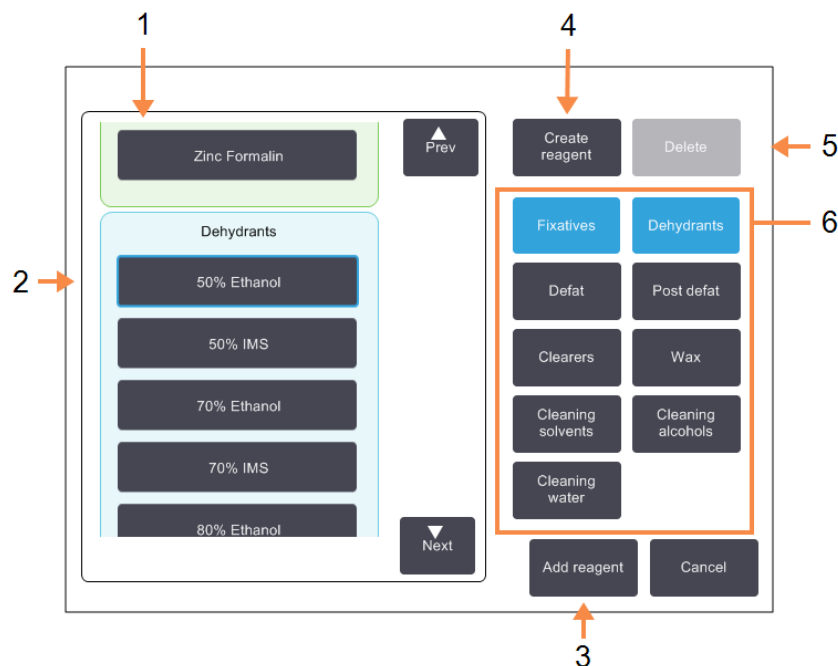 1
4
Zinc Formalin
Prev
Create
reagent
Delete
5
Dehydrants
Fixatives
Dehydrants
6
2
50% Ethanol
Defat
Post defat
50% IMS
Clearers
Wax
70% Ethanol
Cleaning
solvents
Cleaning
alcohols
70% IMS
Cleaning
water
80% Ethanol
Next
Add reagent
Cancel
3